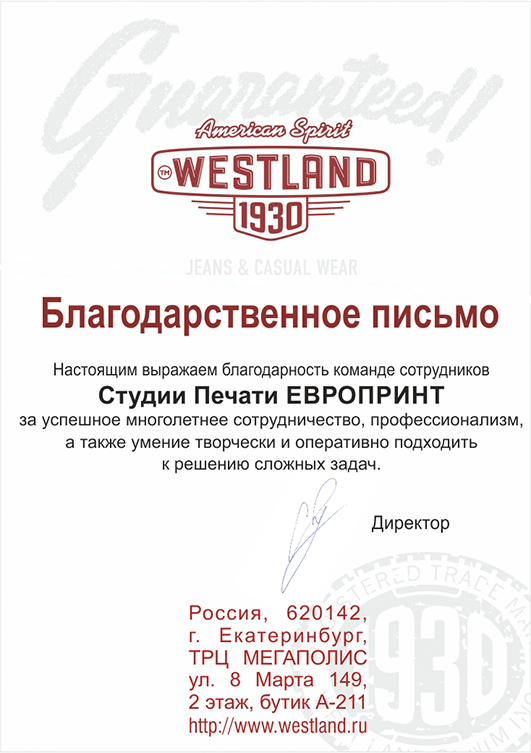 Guaranteed!
American Spirit
TM WESTLAND
1930
JEANS & CASUAL WEAR
Благодарственное письмо
Настоящим выражаем благодарность команде сотрудников
Студии Печати ЕВРОПРИНТ
за успешное многолетнее сотрудничество, профессионализм,
а также умение творчески и оперативно подходить
к решению сложных задач.
Директор
STERED TRADE MA
1930
Россия, 620142,
г. Екатеринбург,
ТРЦ МЕГАПОЛИС
ул. 8 Марта 149,
2 этаж, бутик А-211
http://www.westland.ru